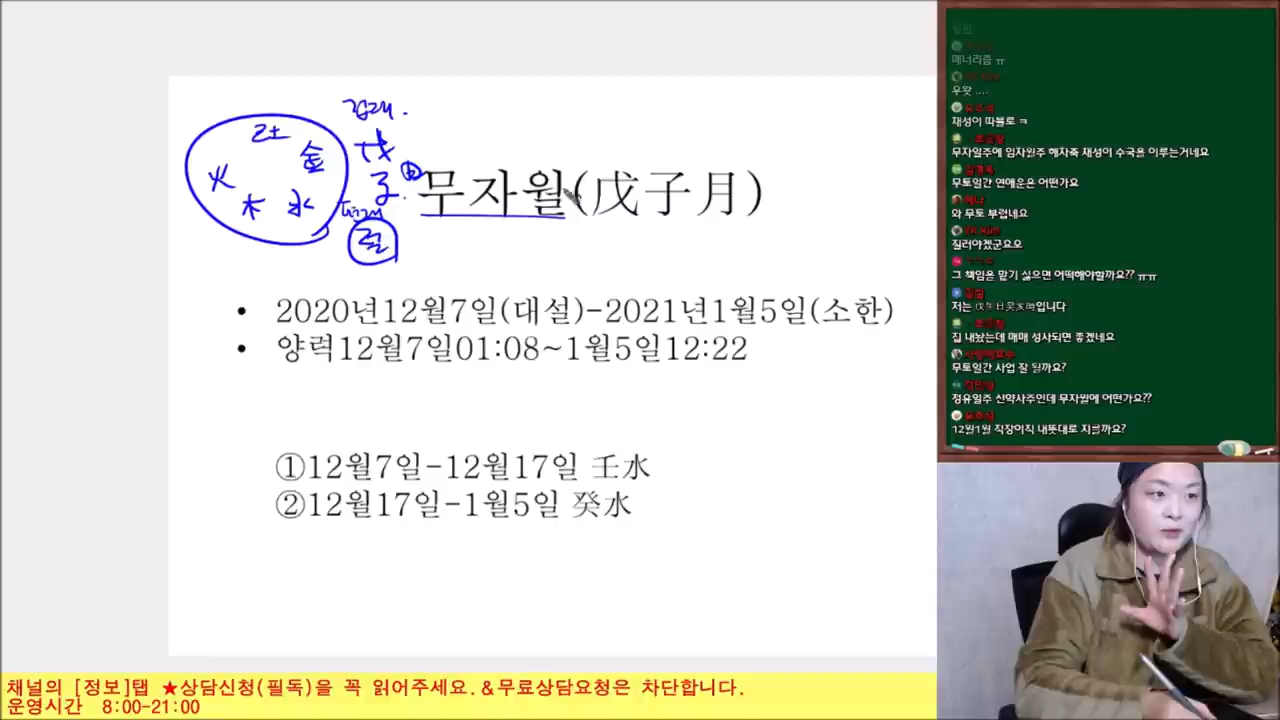 겁재.
戊
子
金
火
木
水
무자월(戊子月)
• 2020년12월7일(대설)-2021년1월5일(소한)
• 양력12월7일01:08~1월5일12:22
①12월7일-12월17일 壬水
②12월17일-1월5일 癸水
매너리즘 ㅠ
우왓 ....
재성이 따블로 ㅋ
무자일주에 임자월주 해자축 재성이 수국을 이루는거네요
무토일간 연애운은 어떤가요
와 무토 부럽네요
YK Kim
질러야겠군요오
그 책임을 맡기 싫으면 어떡해야할까요?? ㅠㅠ
집 내놨는데 매매 성사되면 좋겠네요
무토일간 사업 잘 될까요?
정유일주 신약사주인데 무자월에 어떤가요??
12월1월 직장이직 내뜻대로 지를까요?
채널의 [정보]탭 ★상담신청(필독)을 꼭 읽어주세요.&무료상담요청은 차단합니다.
운영시간 8:00-21:00